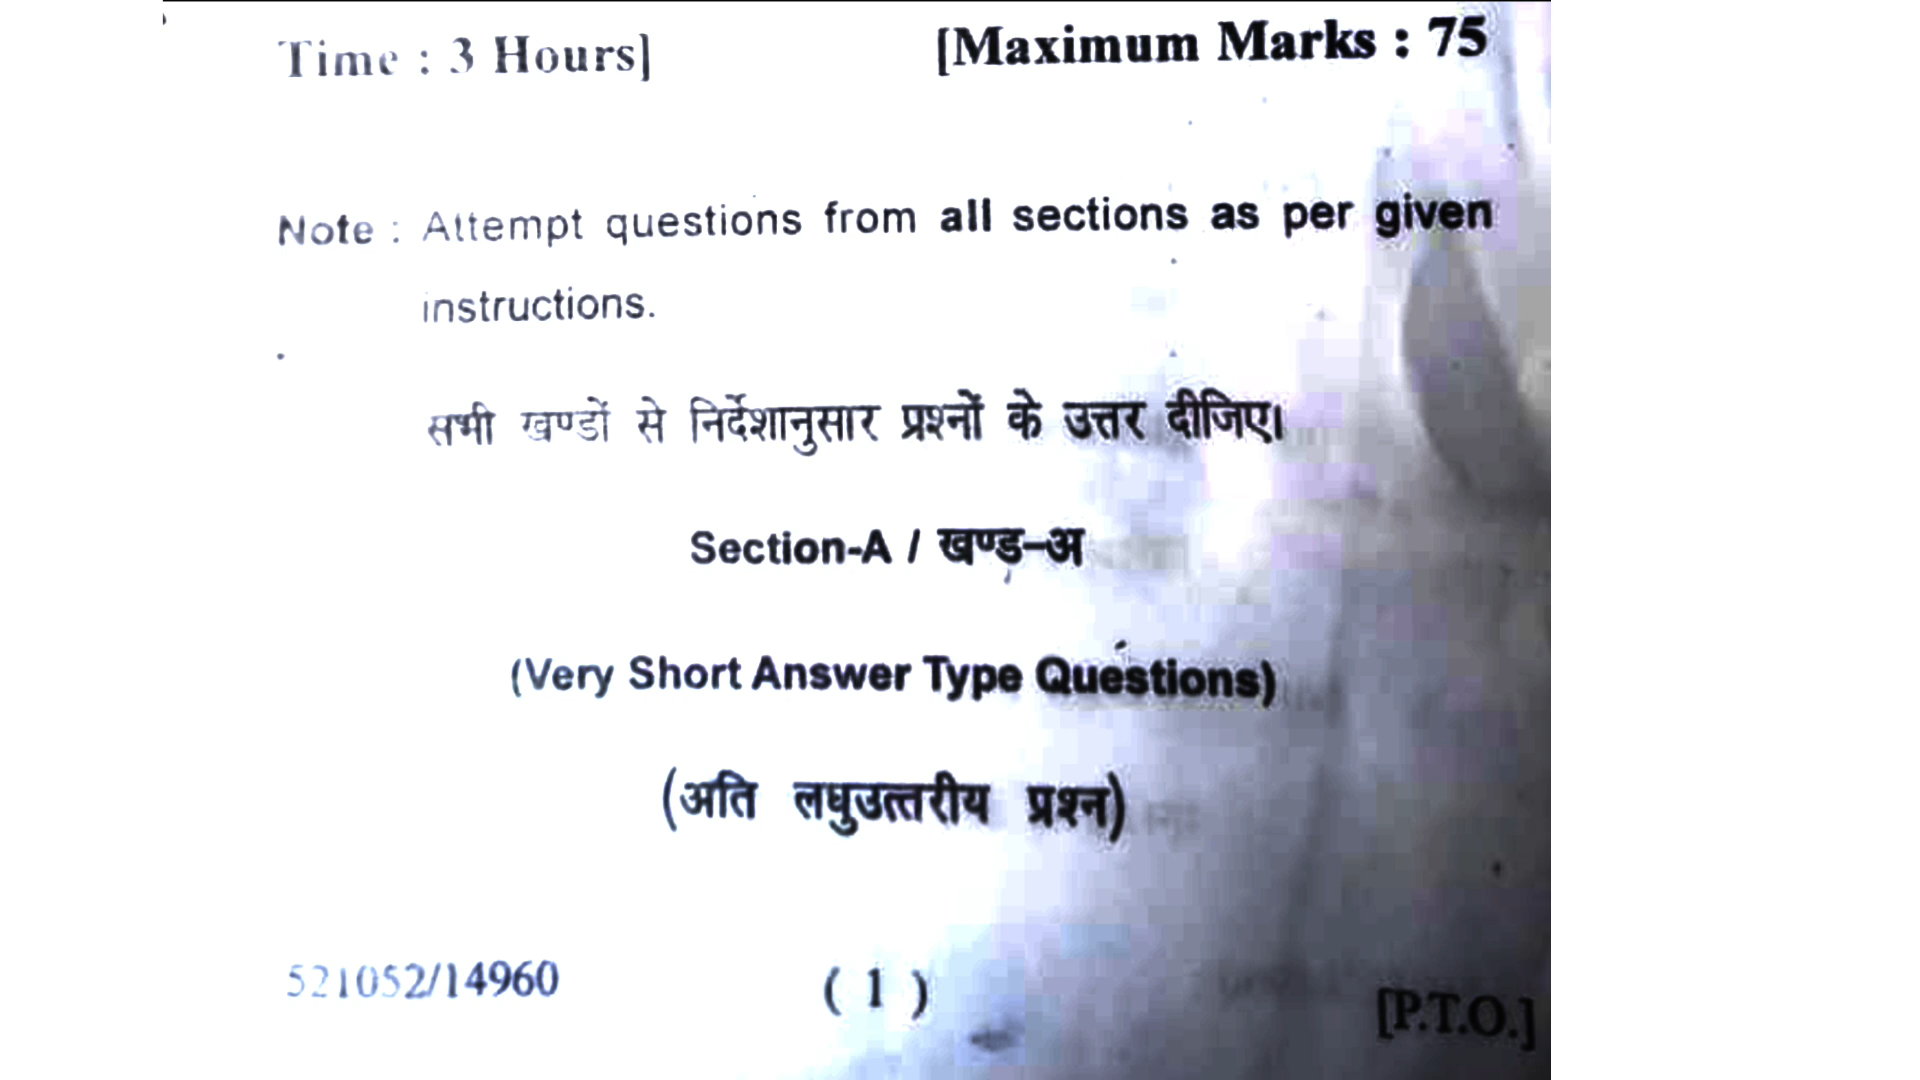 Time : 3 Hours] [Maximum Marks : 75
Note : Attempt questions from all sections as per given
instructions.
सभी खण्डों से निर्देशानुसार प्रश्नों के उत्तर दीजिए।
Section-A / खण्ड-अ
(Very Short Answer Type Questions)
(अति लघुउत्तरीय प्रश्न)
521052/14960 ( 1 ) [P.T.O.]